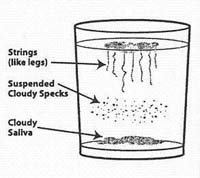 Strings
(like legs)
Suspended
Cloudy Specks
Cloudy
Saliva